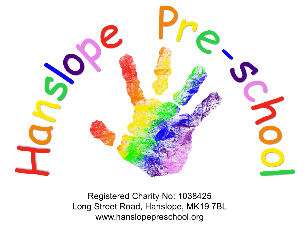 Hanslope Pre-school
Registered Charity No: 1038425
Long Street Road, Hanslope, MK19 7BL
www.hanslopepreschool.org